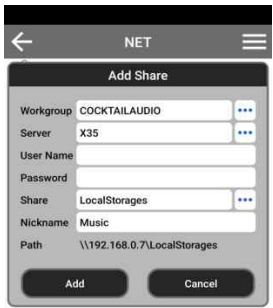 NET
Add Share
Workgroup COCKTAILAUDIO ...
Server X35 ...
User Name
Password
Share LocalStorages ...
Nickname Music
Path \\192.168.0.7\LocalStorages
Add Cancel